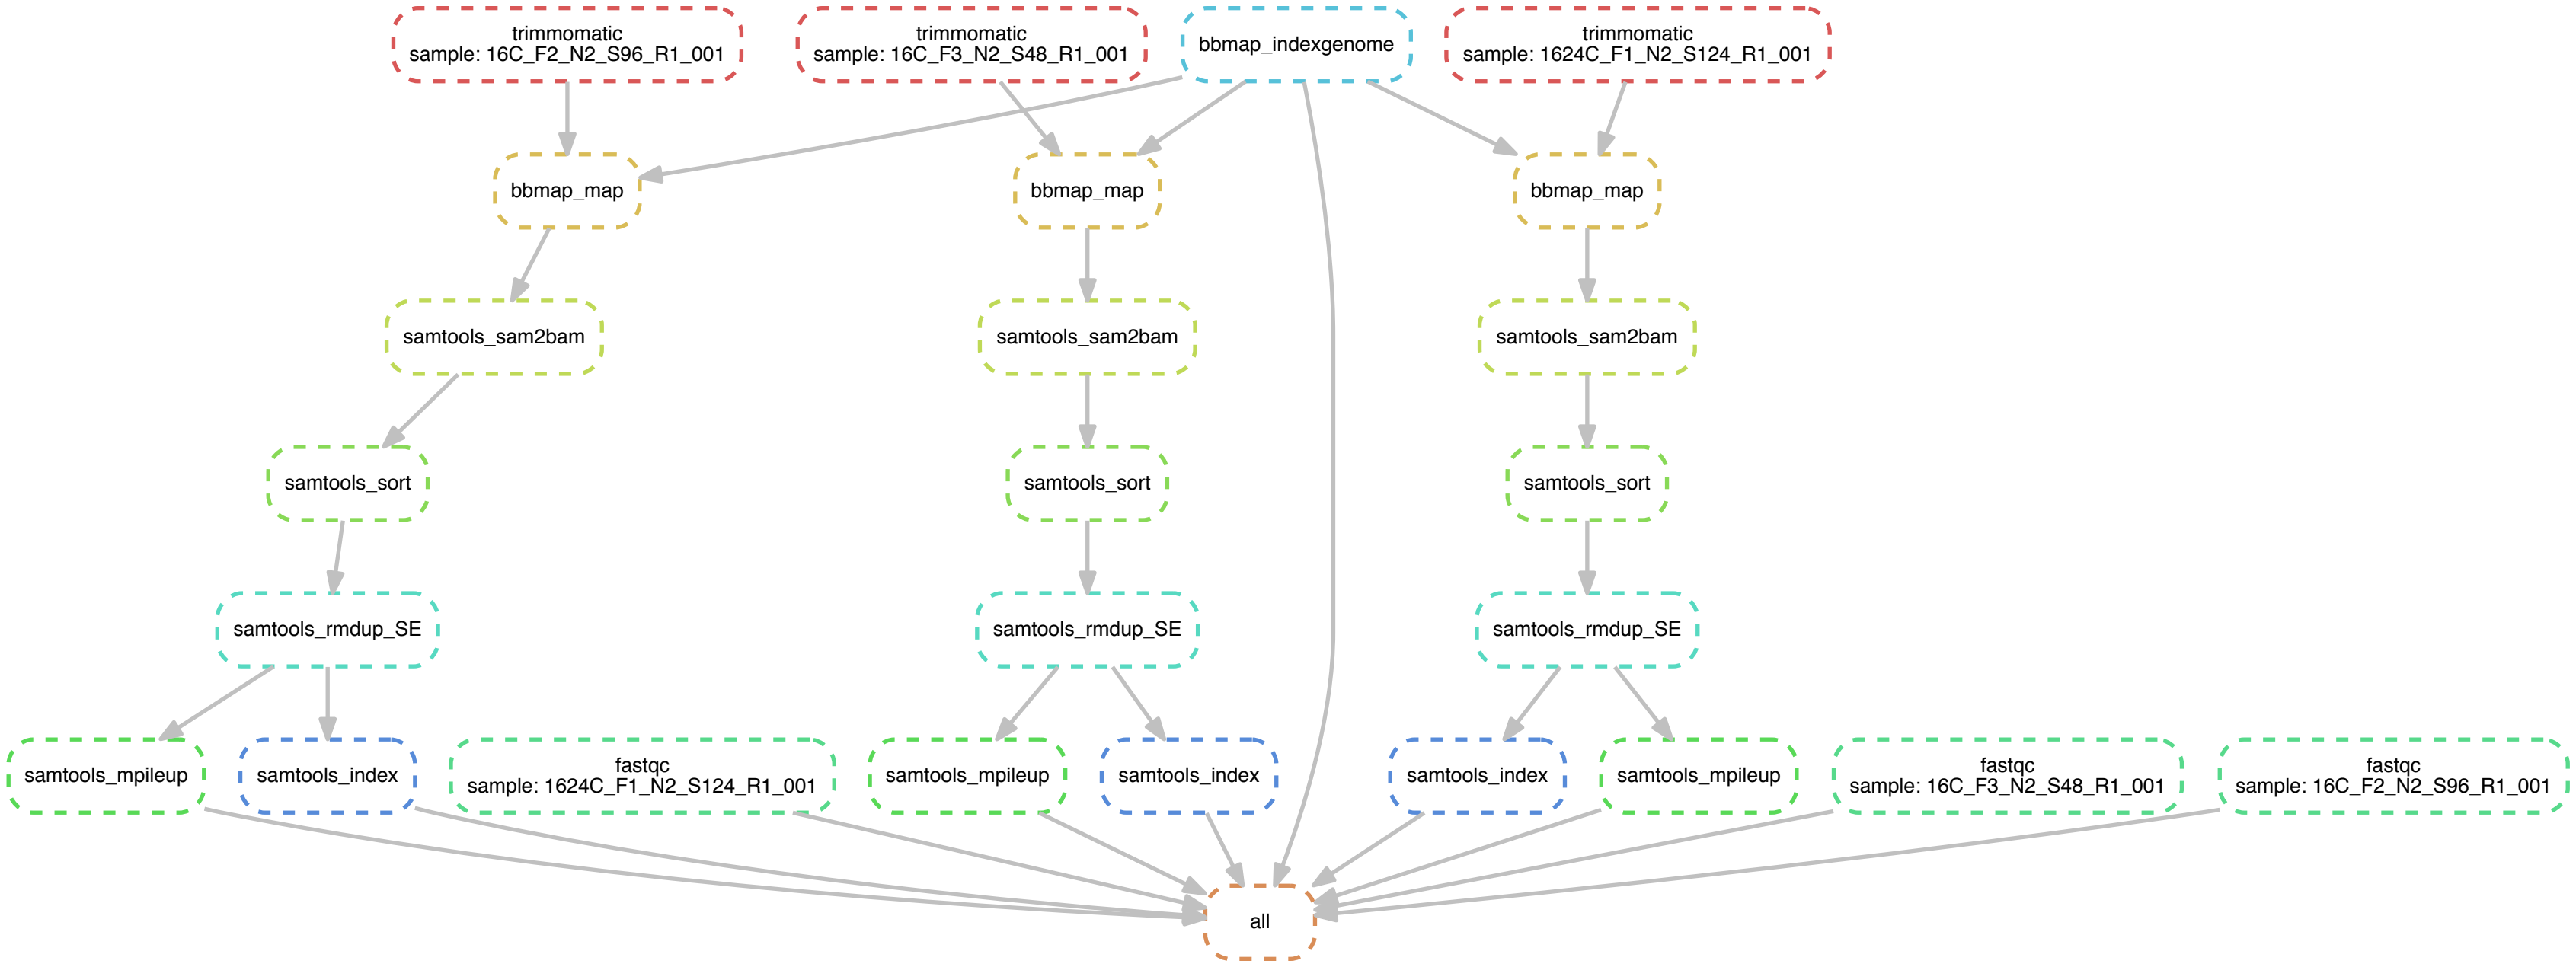 trimmomatic
sample: 16C_F2_N2_S96_R1_001
trimmomatic
sample: 16C_F3_N2_S48_R1_001
bbmap_indexgenome
trimmomatic
sample: 1624C_F1_N2_S124_R1_001
bbmap_map
bbmap_map
bbmap_map
samtools_sam2bam
samtools_sam2bam
samtools_sam2bam
samtools_sort
samtools_sort
samtools_sort
samtools_rmdup_SE
samtools_rmdup_SE
samtools_rmdup_SE
samtools_mpileup
samtools_index
fastqc
sample: 1624C_F1_N2_S124_R1_001
samtools_mpileup
samtools_index
samtools_index
samtools_mpileup
fastqc
sample: 16C_F3_N2_S48_R1_001
fastqc
sample: 16C_F2_N2_S96_R1_001
all